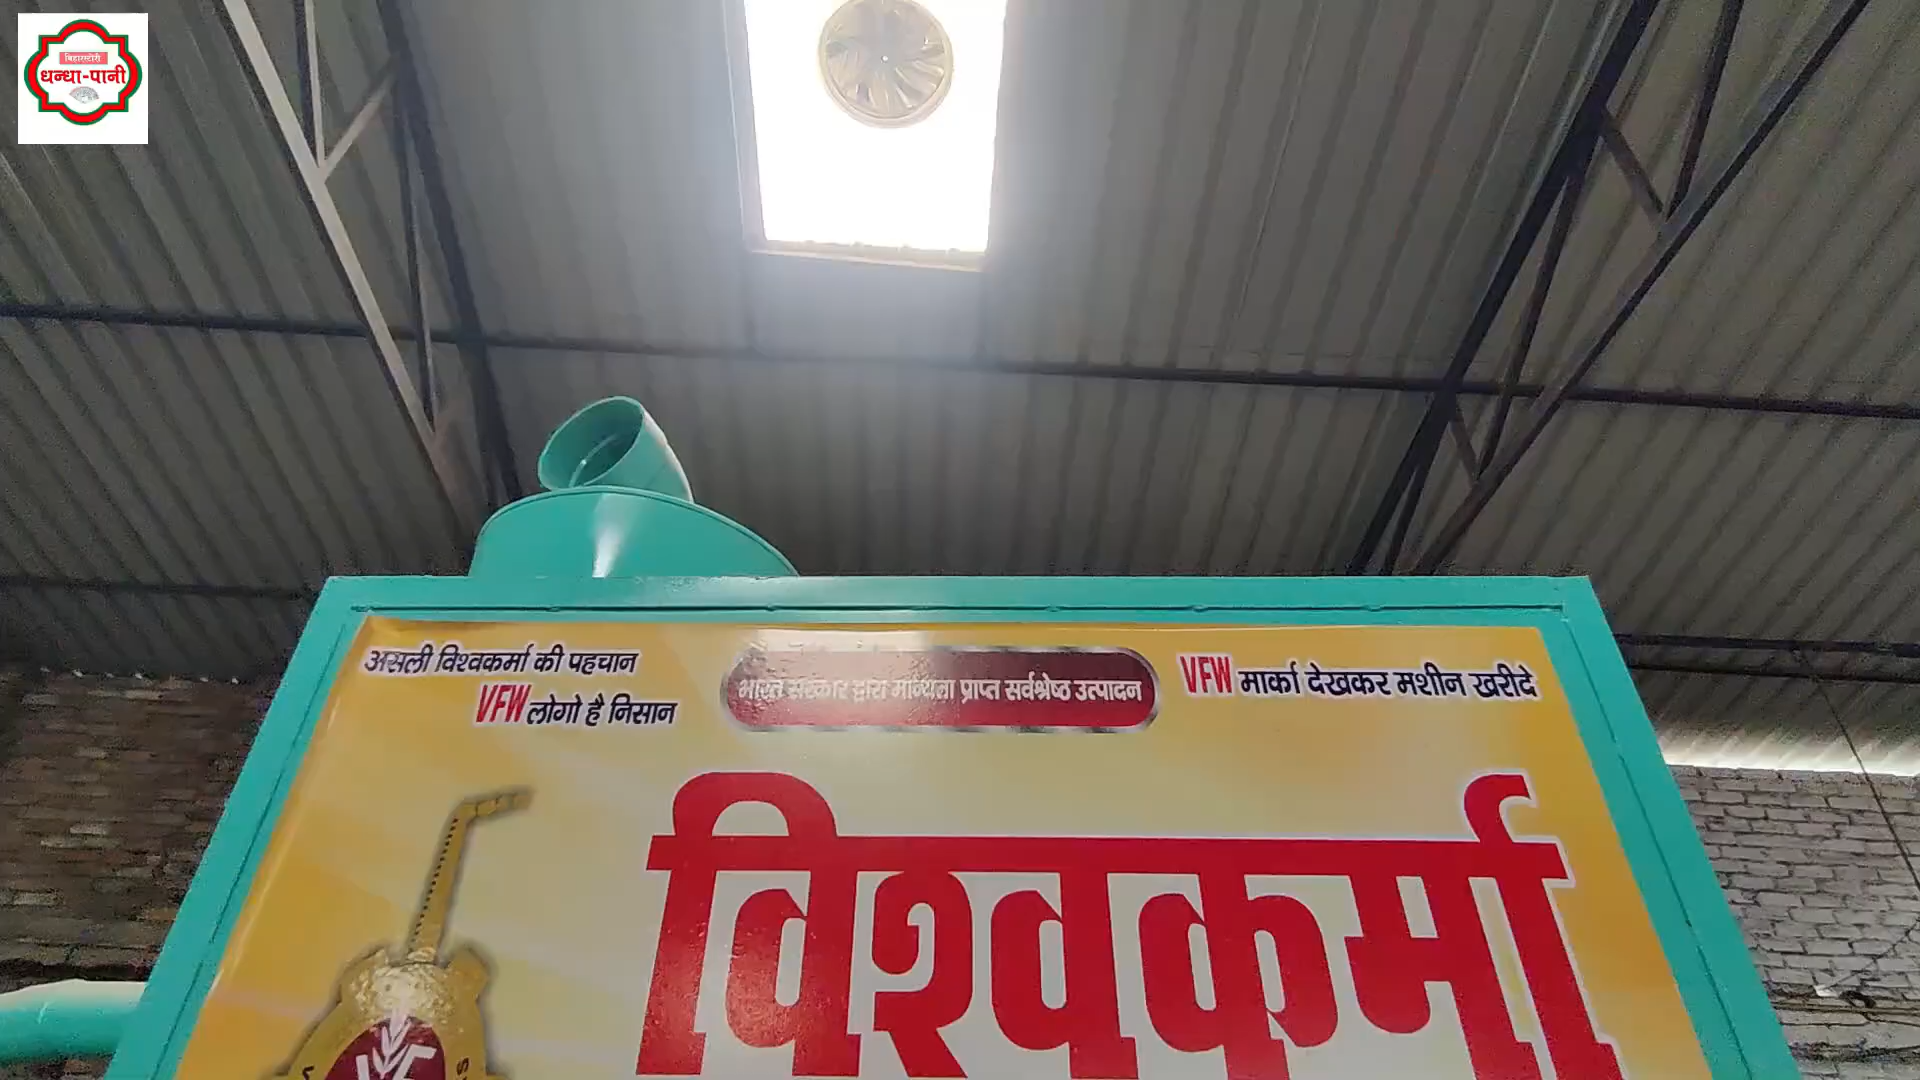 बिहारस्टोरी
धन्धा-पानी
असली विश्वकर्मा की पहचान
VFW लोगो है निसान
भारत सरकार द्वारा मान्यता प्राप्त सर्वश्रेष्ठ उत्पादन
VFW मार्का देखकर मशीन खरीदे
विश्वकर्मा